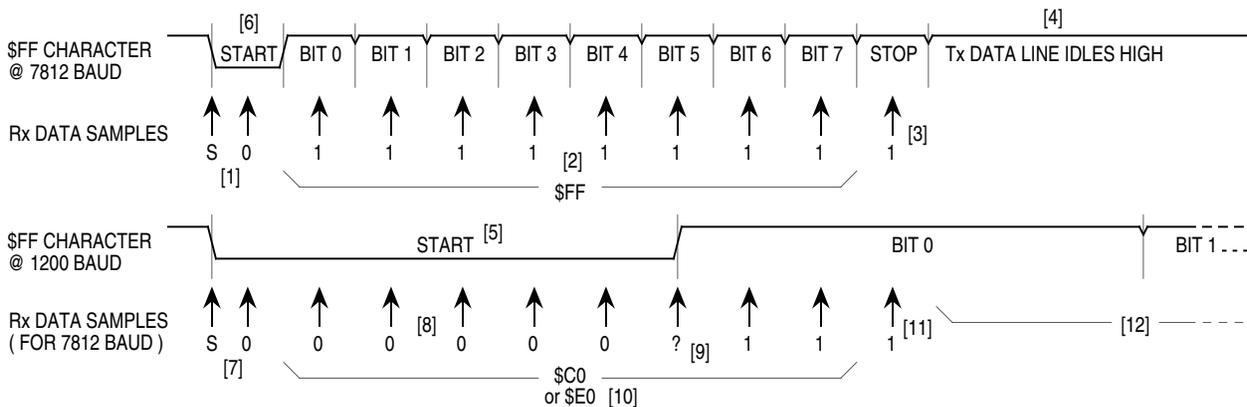 [6] [4]
$FF CHARACTER
@ 7812 BAUD
START BIT 0 BIT 1 BIT 2 BIT 3 BIT 4 BIT 5 BIT 6 BIT 7 STOP Tx DATA LINE IDLES HIGH
Rx DATA SAMPLES
S 0 1 1 1 1 1 1 1 1 1 [3]
[1] [2]
$FF
$FF CHARACTER
@ 1200 BAUD
START [5] BIT 0 BIT 1
Rx DATA SAMPLES
( FOR 7812 BAUD )
[8] [11] [12]
S 0 0 0 0 0 0 ? [9] 1 1 1
[7]
$C0
or $E0 [10]